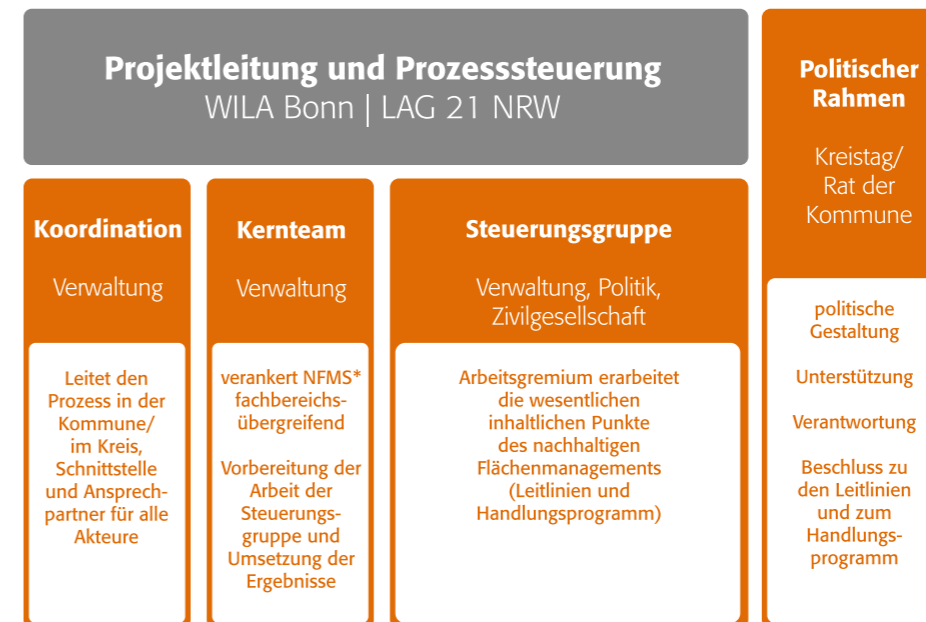 Projektleitung und Prozesssteuerung
WILA Bonn | LAG 21 NRW
Koordination
Verwaltung
Leitet den
Prozess in der
Kommune/
im Kreis,
Schnittstelle
und Ansprech-
partner für alle
Akteure
Kernteam
Verwaltung
verankert NFMS*
fachbereichs-
übergreifend
Vorbereitung der
Arbeit der
Steuerungs-
gruppe und
Umsetzung der
Ergebnisse
Steuerungsgruppe
Verwaltung, Politik,
Zivilgesellschaft
Arbeitsgremium erarbeitet
die wesentlichen
inhaltlichen Punkte
des nachhaltigen
Flächenmanagements
(Leitlinien und
Handlungsprogramm)
Politischer
Rahmen
Kreistag/
Rat der
Kommune
politische
Gestaltung
Unterstützung
Verantwortung
Beschluss zu
den Leitlinien
und zum
Handlungs-
programm